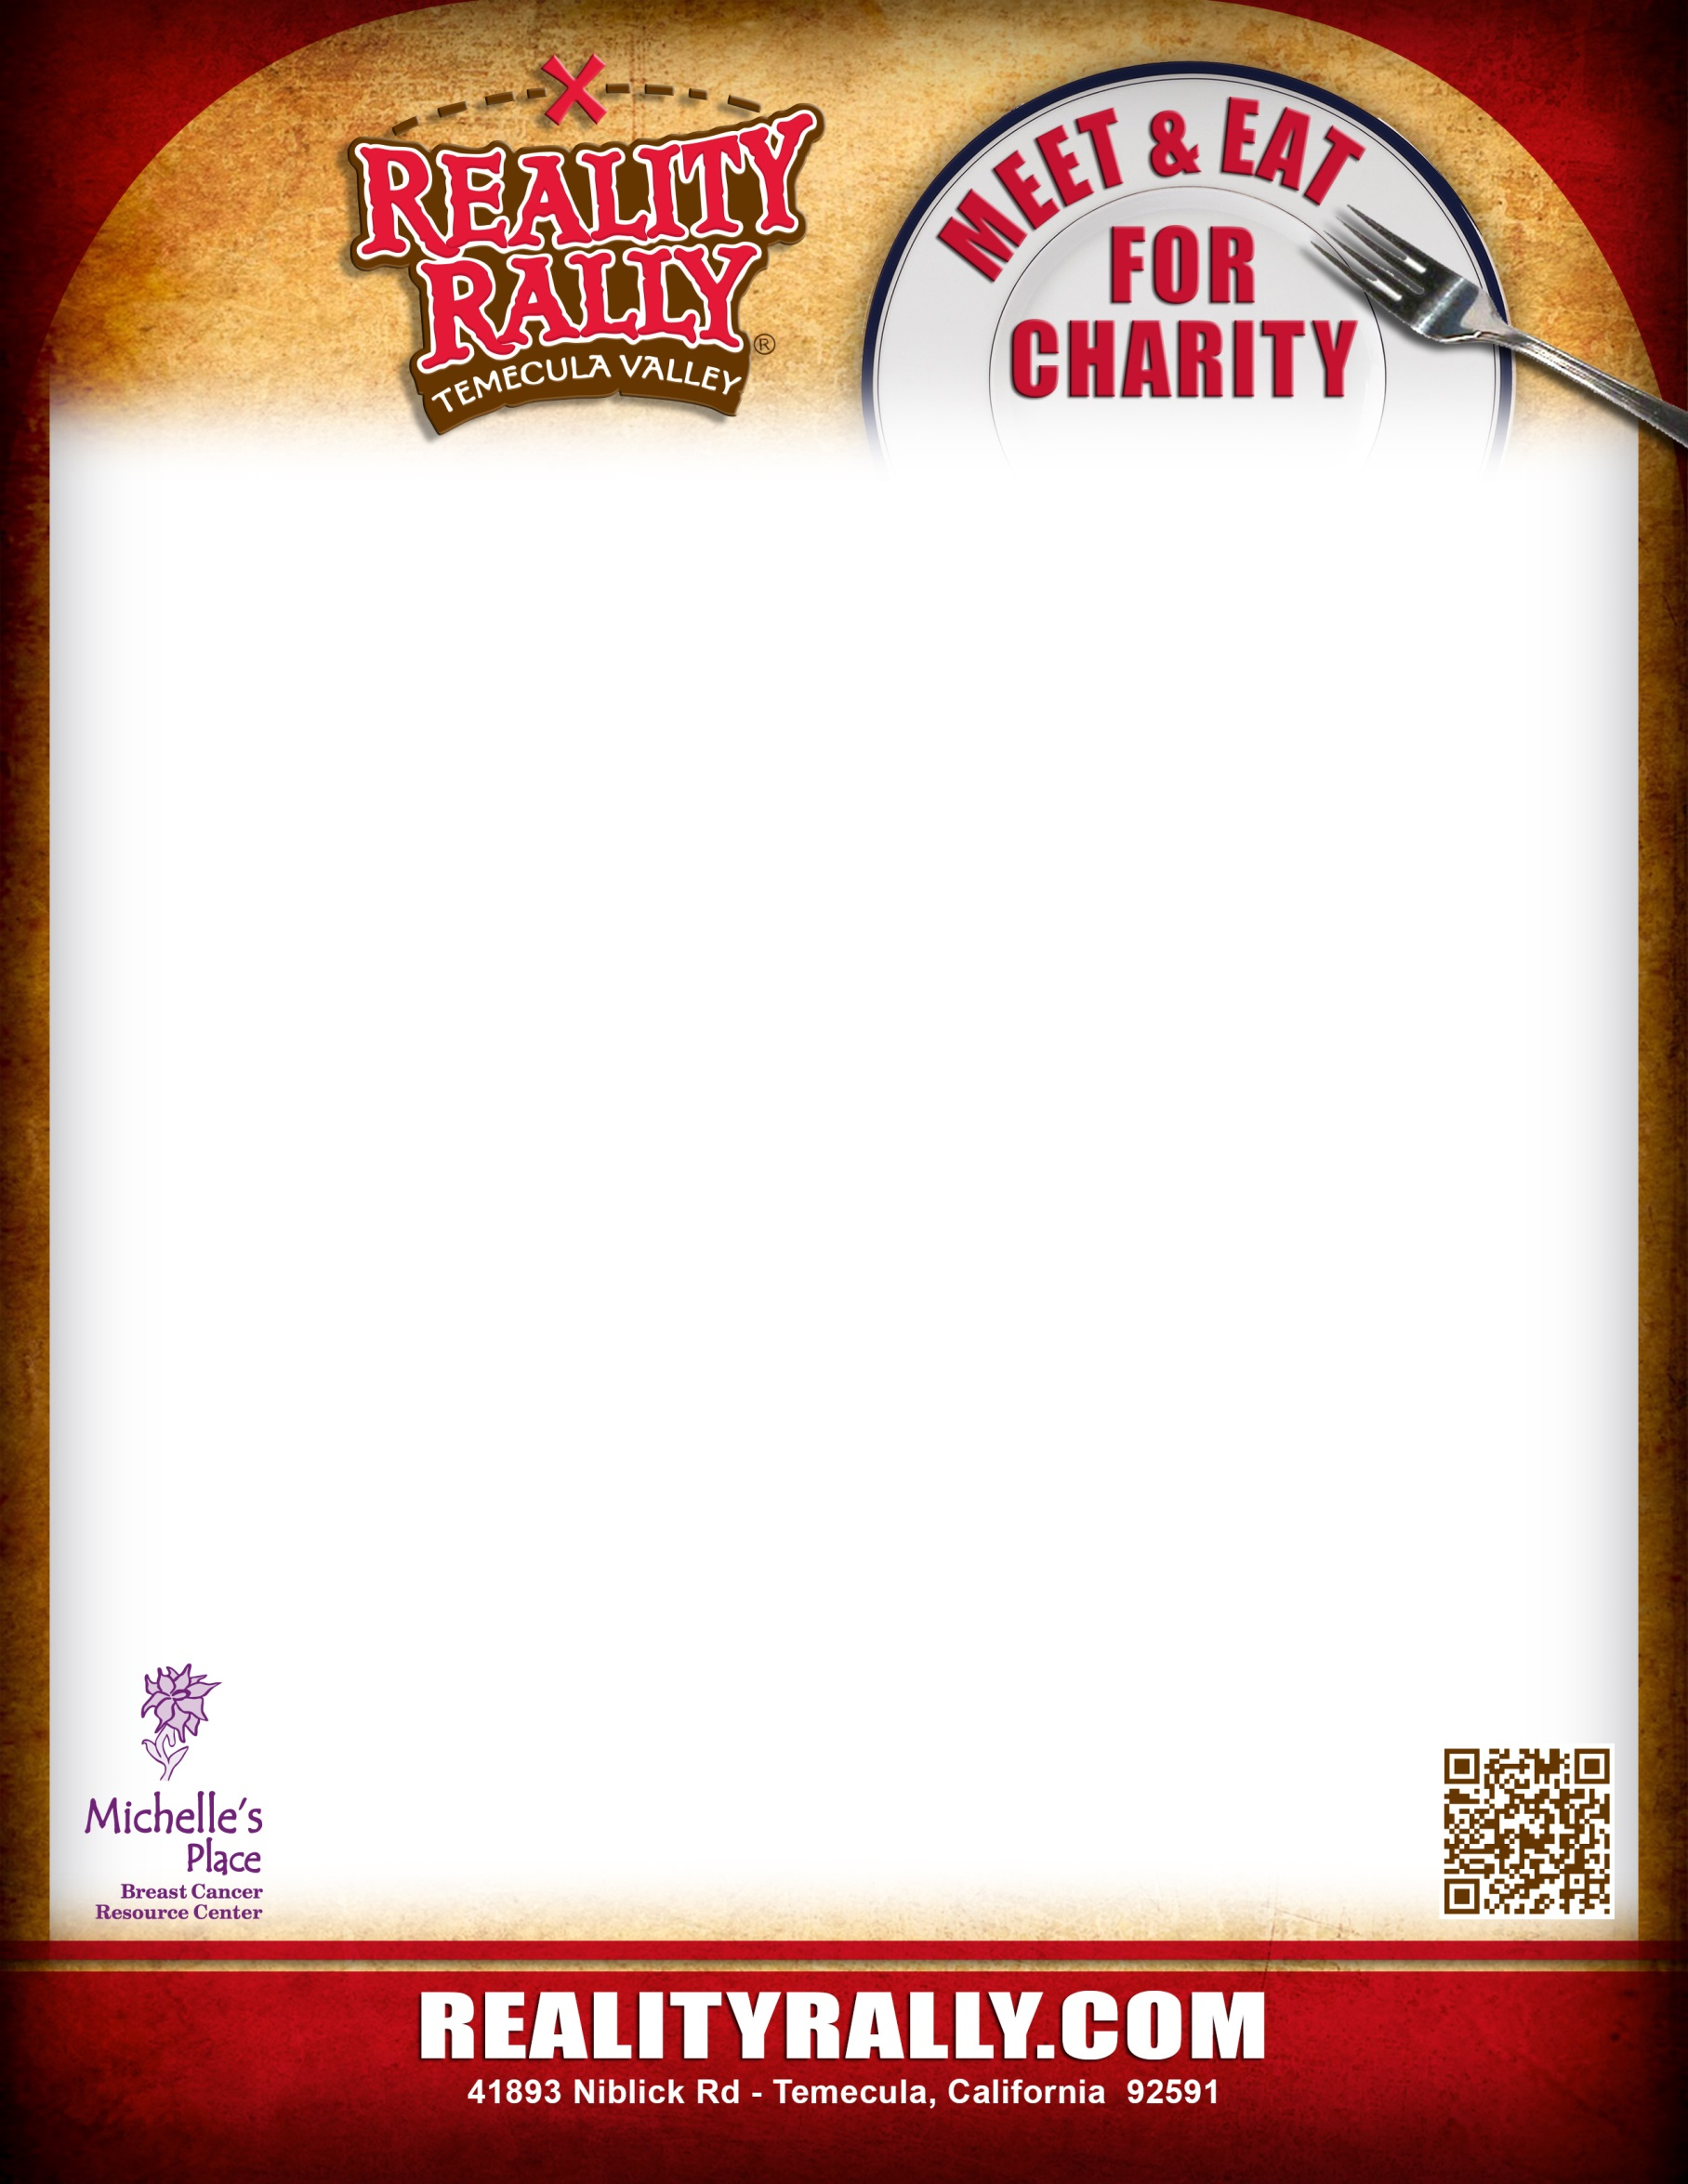 REALITY
RALLY®
TEMECULA VALLEY
MEET & EAT
FOR
CHARITY
Michelle's
Place
Breast Cancer
Resource Center
REALITYRALLY.COM
41893 Niblick Rd - Temecula, California  92591